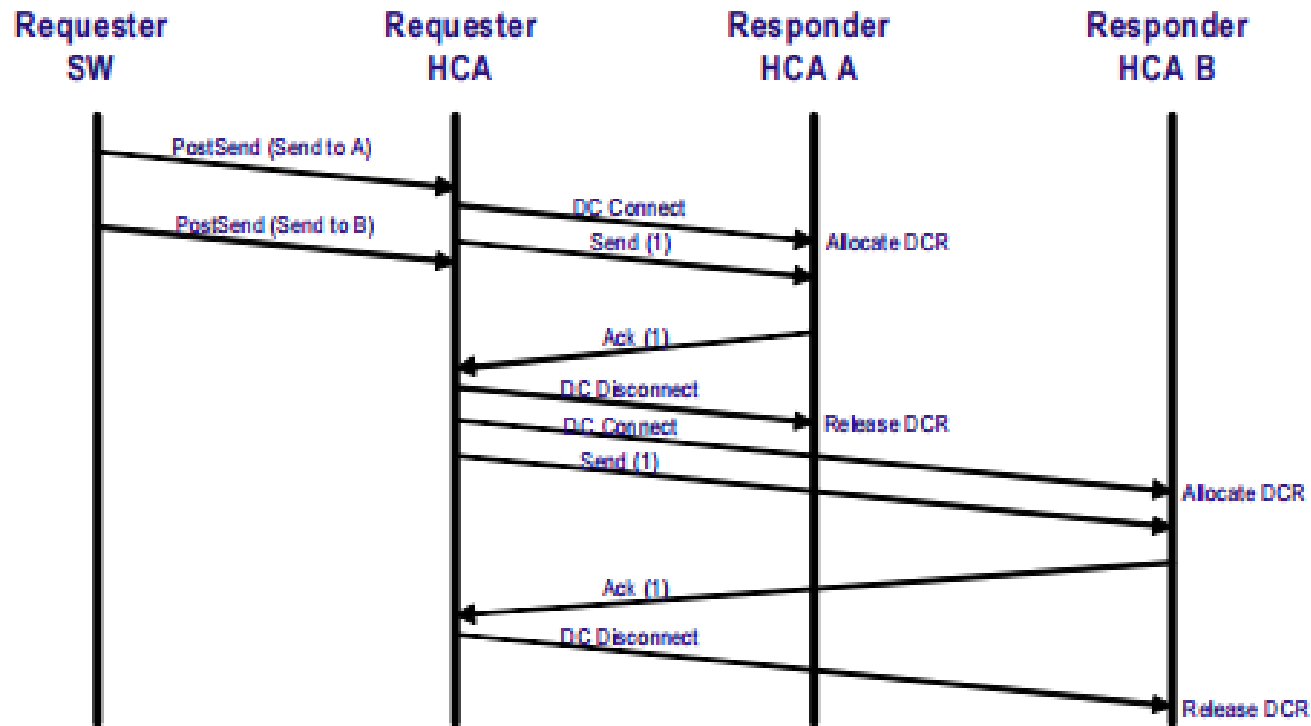 Requester SW
Requester HCA
Responder HCA A
Responder HCA B
PostSend (Send to A)
DC Connect
PostSend (Send to B)
Send (1)
Allocate DCR
Ack (1)
DC Disconnect
Release DCR
DC Connect
Send (1)
Allocate DCR
Ack (1)
DC Disconnect
Release DCR